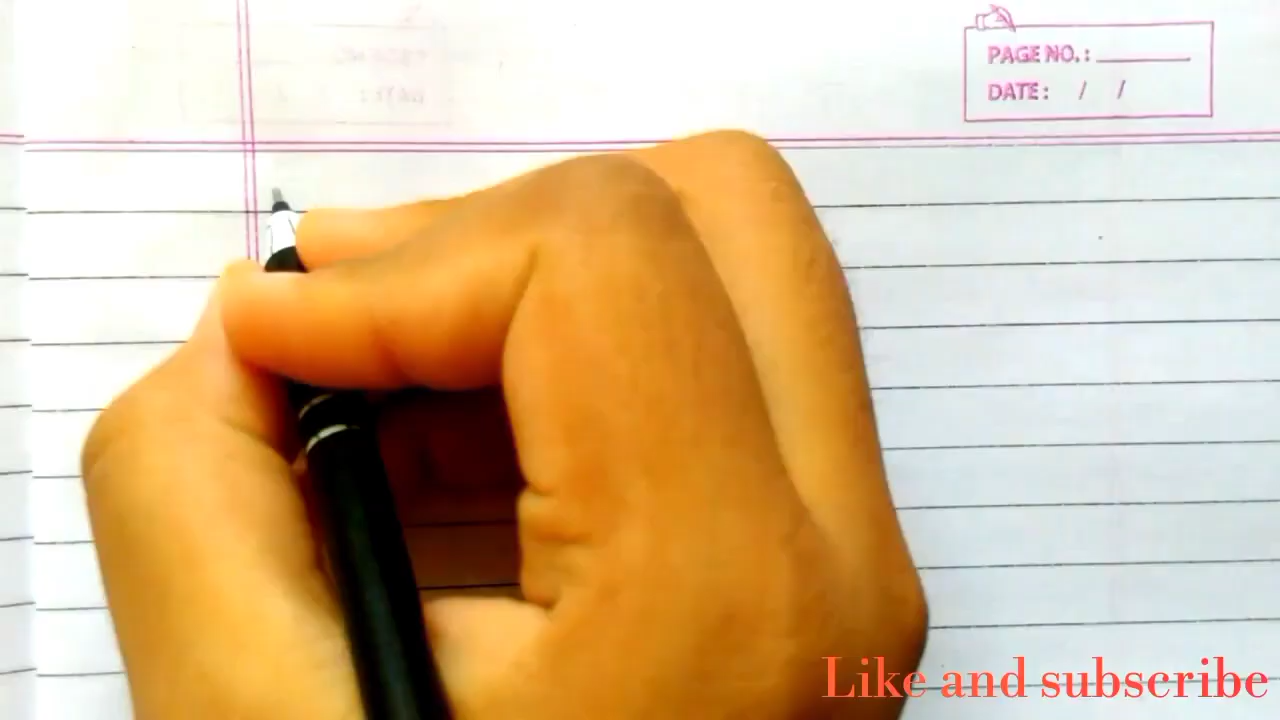 PAGE NO. :
DATE : / /
Like and subscribe